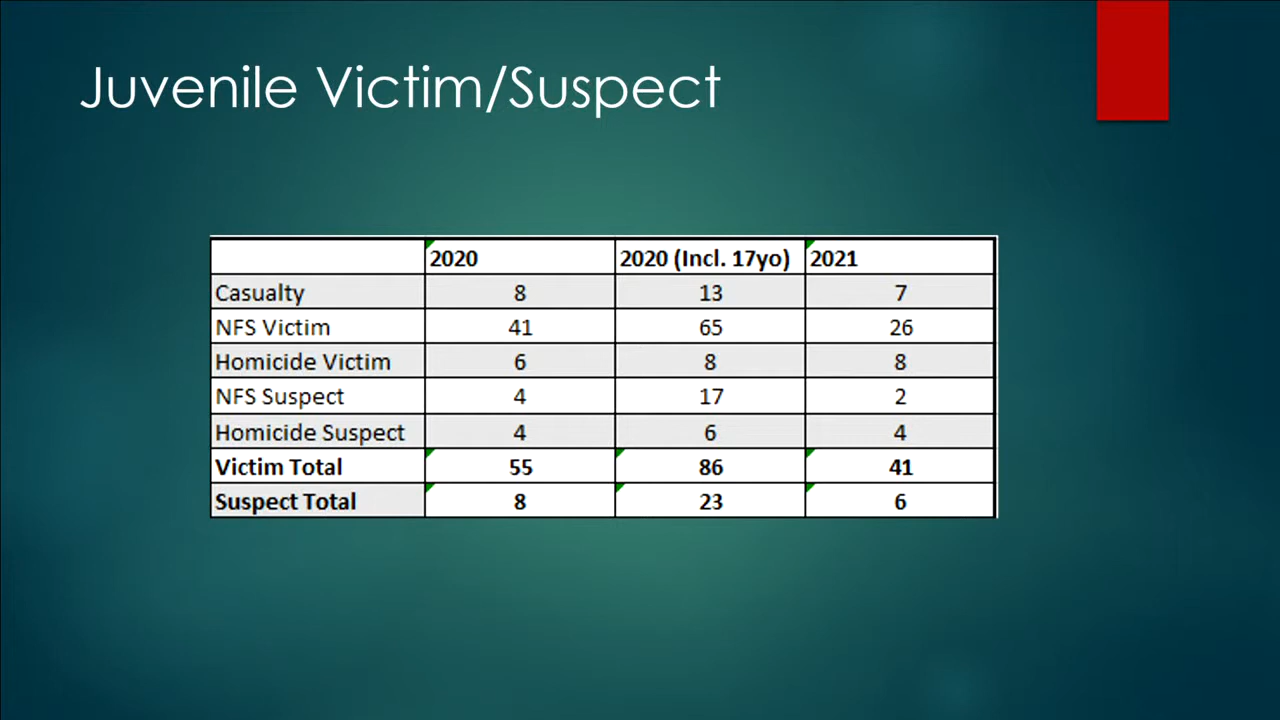 Juvenile Victim/Suspect
2020 2020 (Incl. 17yo) 2021
Casualty 8 13 7
NFS Victim 41 65 26
Homicide Victim 6 8 8
NFS Suspect 4 17 2
Homicide Suspect 4 6 4
Victim Total 55 86 41
Suspect Total 8 23 6